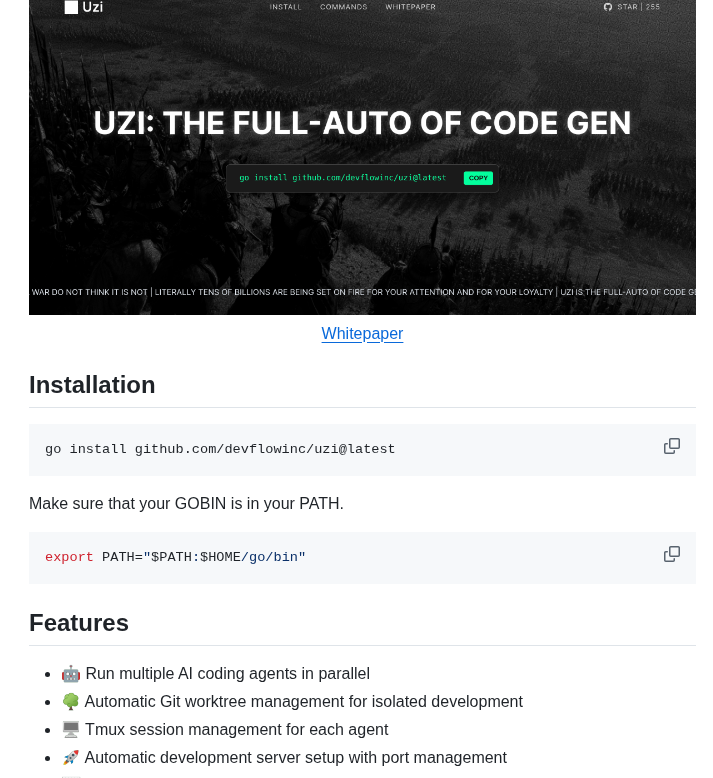 Uzi
INSTALL COMMANDS WHITEPAPER
STAR | 255
UZI: THE FULL-AUTO OF CODE GEN
go install github.com/devflowinc/uzi@latest
COPY
WAR DO NOT THINK IT IS NOT | LITERALLY TENS OF BILLIONS ARE BEING SET ON FIRE FOR YOUR ATTENTION AND FOR YOUR LOYALTY | UZI IS THE FULL-AUTO OF CODE GE
Whitepaper
Installation
go install github.com/devflowinc/uzi@latest
Make sure that your GOBIN is in your PATH.
export PATH="$PATH:$HOME/go/bin"
Features
• 🤖 Run multiple AI coding agents in parallel
• 🌳 Automatic Git worktree management for isolated development
• 🖥️ Tmux session management for each agent
• 🚀 Automatic development server setup with port management